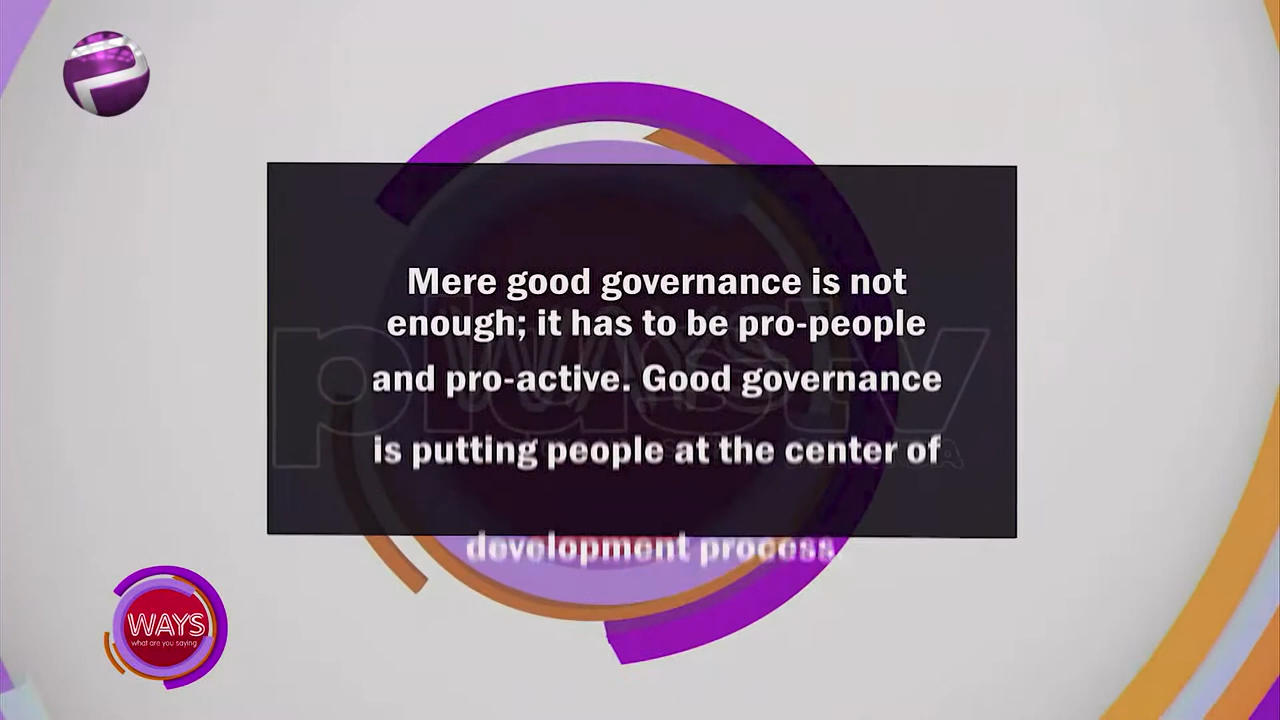 Mere good governance is not
enough; it has to be pro-people
and pro-active. Good governance
is putting people at the center of
development process
plustv
WAYS
what are you saying